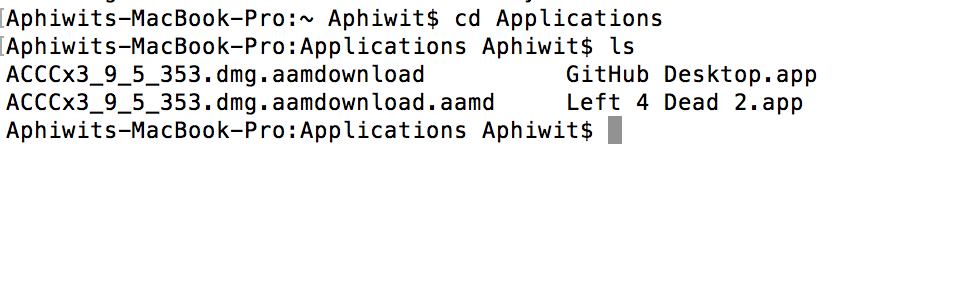 [Aphiwits-MacBook-Pro:~ Aphiwit$ cd Applications
[Aphiwits-MacBook-Pro:Applications Aphiwit$ ls
ACCCx3_9_5_353.dmg.aamdownload          GitHub Desktop.app
ACCCx3_9_5_353.dmg.aamdownload.aamd     Left 4 Dead 2.app
Aphiwits-MacBook-Pro:Applications Aphiwit$